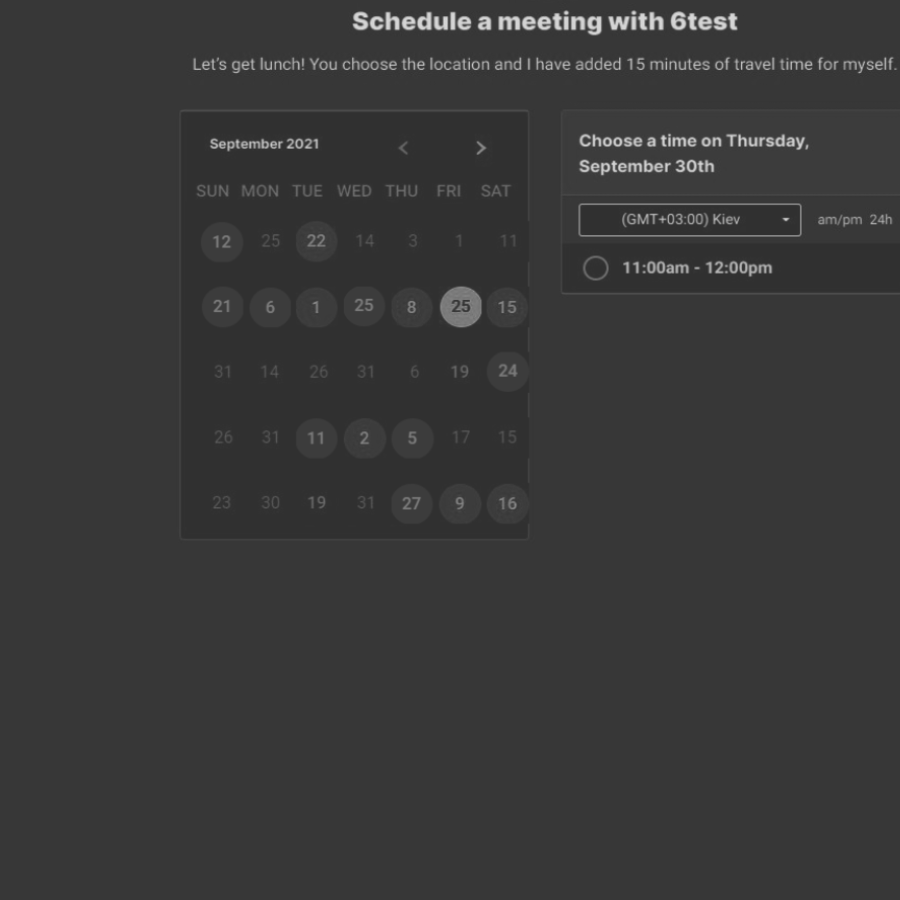 Schedule a meeting with 6test
Let's get lunch! You choose the location and I have added 15 minutes of travel time for myself.
September 2021
SUN MON TUE WED THU FRI SAT
12 25 22 14 3 1 11
21 6 1 25 8 25 15
31 14 26 31 6 19 24
26 31 11 2 5 17 15
23 30 19 31 27 9 16
Choose a time on Thursday,
September 30th
(GMT+03:00) Kiev am/pm 24h
11:00am - 12:00pm